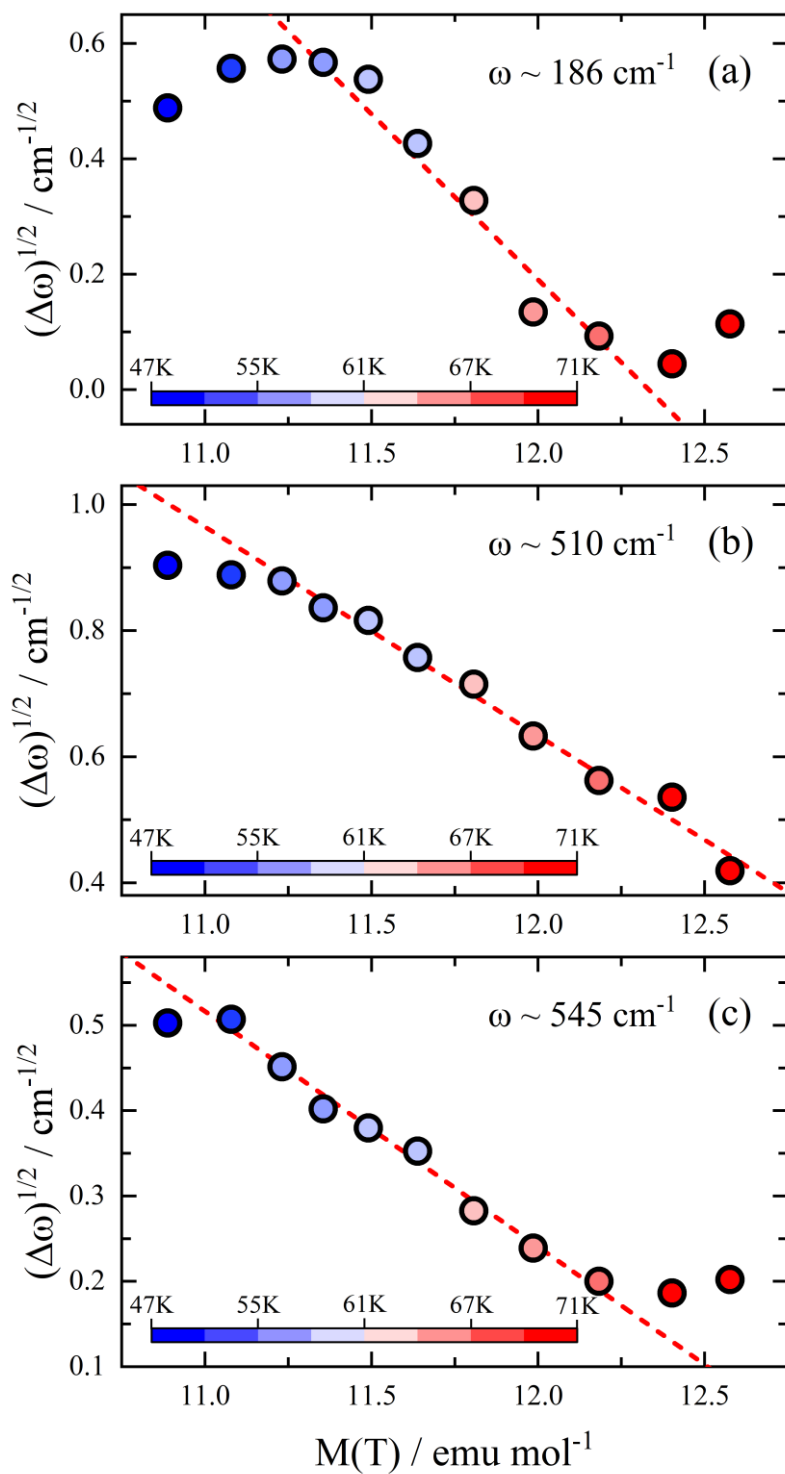 0.6
ω ~ 186 cm⁻¹ (a)
0.4
(Δω)^1/2 / cm^-1/2
0.2
47K 55K 61K 67K 71K
0.0
11.0 11.5 12.0 12.5
1.0
ω ~ 510 cm⁻¹ (b)
0.8
(Δω)^1/2 / cm^-1/2
0.6
47K 55K 61K 67K 71K
0.4
11.0 11.5 12.0 12.5
ω ~ 545 cm⁻¹ (c)
0.5
0.4
(Δω)^1/2 / cm^-1/2
0.3
0.2
47K 55K 61K 67K 71K
0.1
11.0 11.5 12.0 12.5
M(T) / emu mol⁻¹